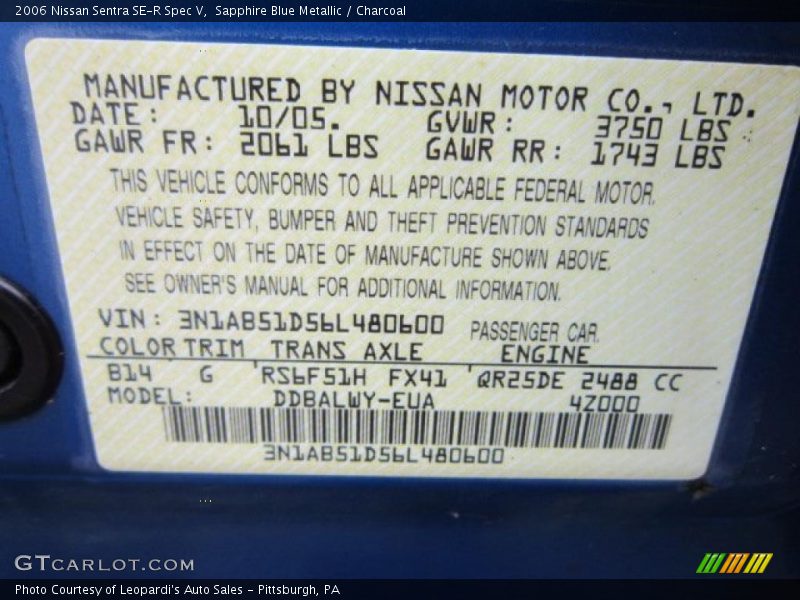 2006 Nissan Sentra SE-R Spec V,  Sapphire Blue Metallic / Charcoal
MANUFACTURED BY NISSAN MOTOR CO., LTD.
DATE: 10/05. GVWR: 3750 LBS
GAWR FR: 2061 LBS GAWR RR: 1743 LBS
THIS VEHICLE CONFORMS TO ALL APPLICABLE FEDERAL MOTOR.
VEHICLE SAFETY, BUMPER AND THEFT PREVENTION STANDARDS
IN EFFECT ON THE DATE OF MANUFACTURE SHOWN ABOVE.
SEE OWNER'S MANUAL FOR ADDITIONAL INFORMATION.
VIN: 3N1AB51D56L480600 PASSENGER CAR.
COLOR TRIM TRANS AXLE ENGINE
B14 G RS6F51H FX41 QR25DE 2488 CC
MODEL: DDBALWY-EUA 4Z000
3N1AB51D56L480600
GTCARLOT.COM
Photo Courtesy of Leopardi's Auto Sales - Pittsburgh, PA